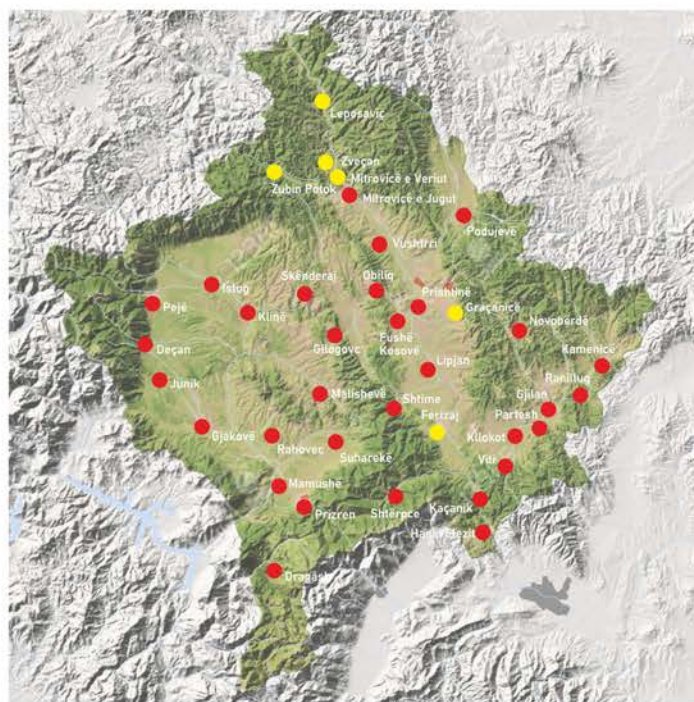 Leposaviç
Zveçan
Mitrovicë e Veriut
Zubin Potok
Mitrovicë e Jugut
Podujevë
Vushtrri
Istog
Skënderaj
Obiliq
Prishtinë
Pejë
Klinë
Graçanicë
Fushë
Kosovë
Novobërdë
Deçan
Gllogovc
Kamenicë
Lipjan
Junik
Ranillug
Malishevë
Gjilan
Shtime
Partesh
Ferizaj
Gjakovë
Rahovec
Kllokot
Suharekë
Viti
Mamushë
Prizren
Shtërpcë
Kaçanik
Hani i Elezit
Dragash